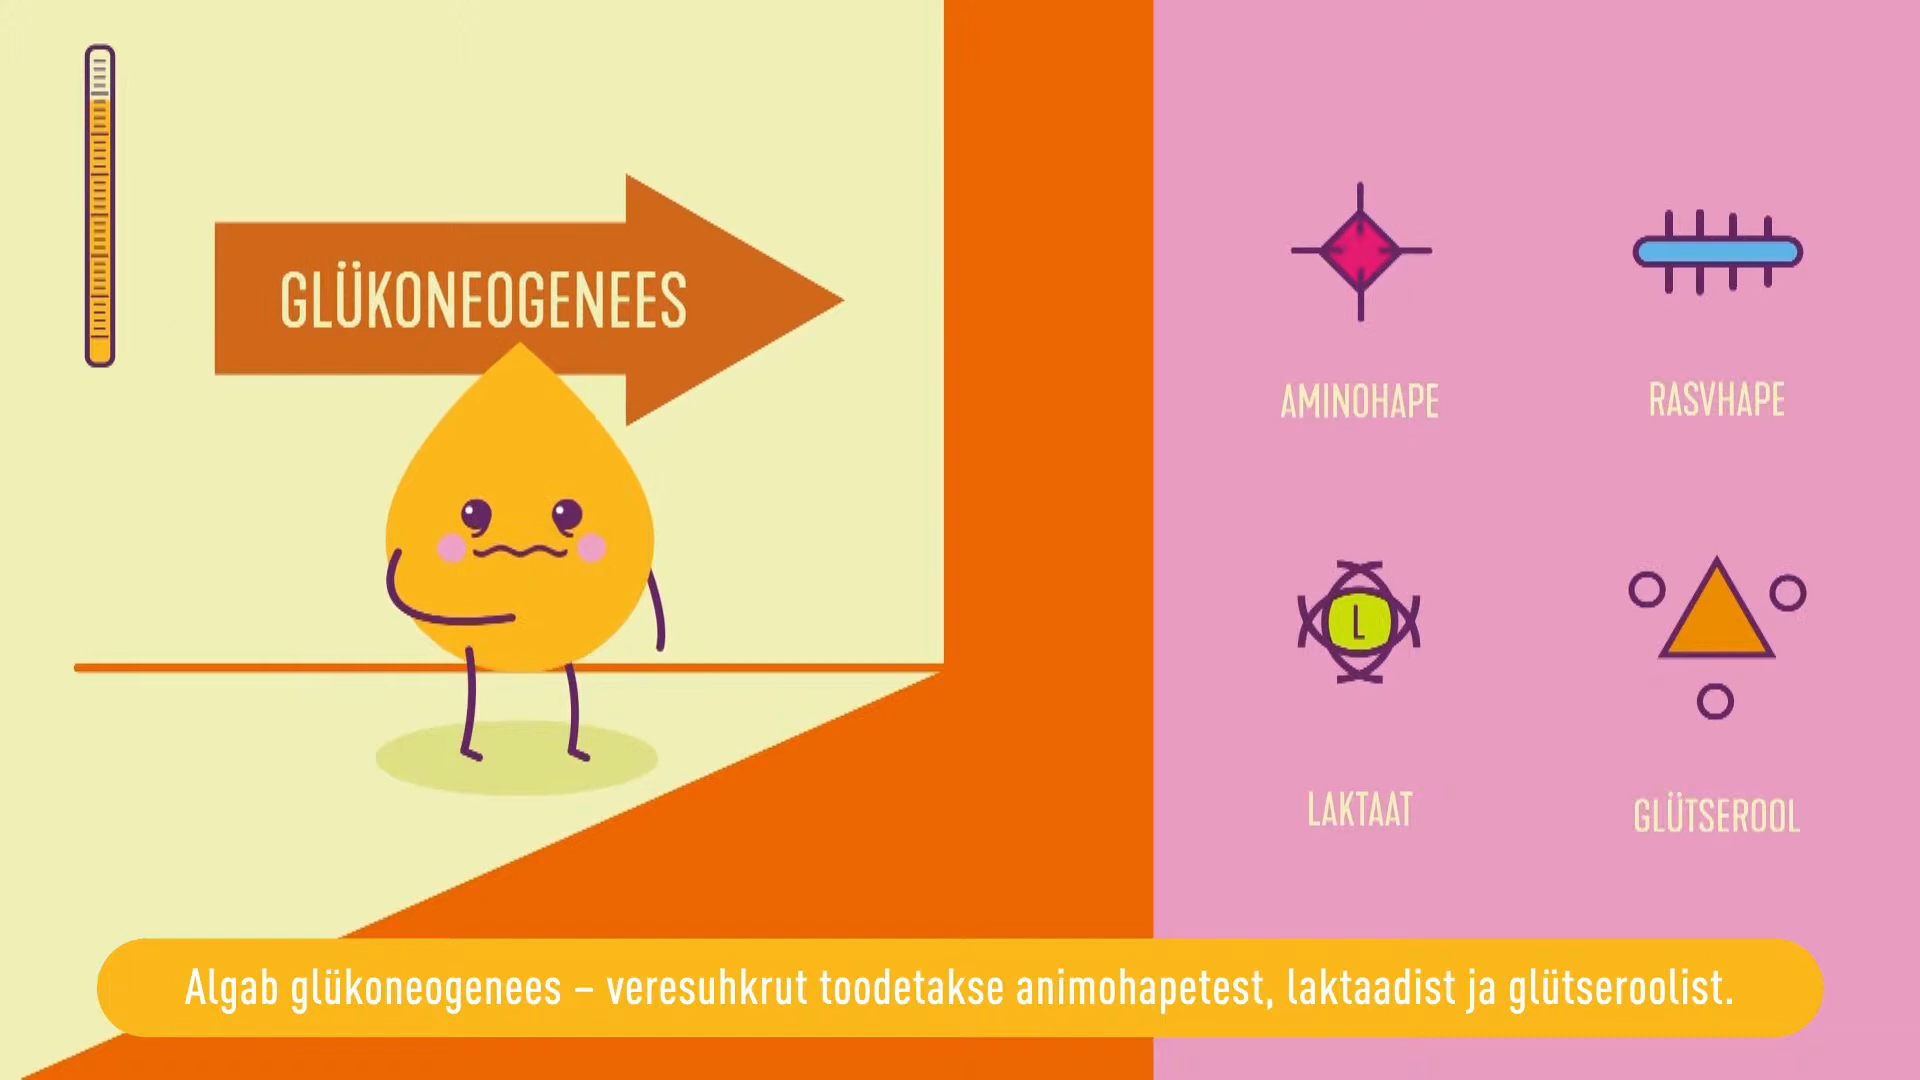 GLÜKONEOGENEES
AMINOHAPE
RASVHAPE
L
LAKTAAT
GLÜTSEROOL
Algab glükoneogenees – veresuhkrut toodetakse animohapetest, laktaadist ja glütseroolist.